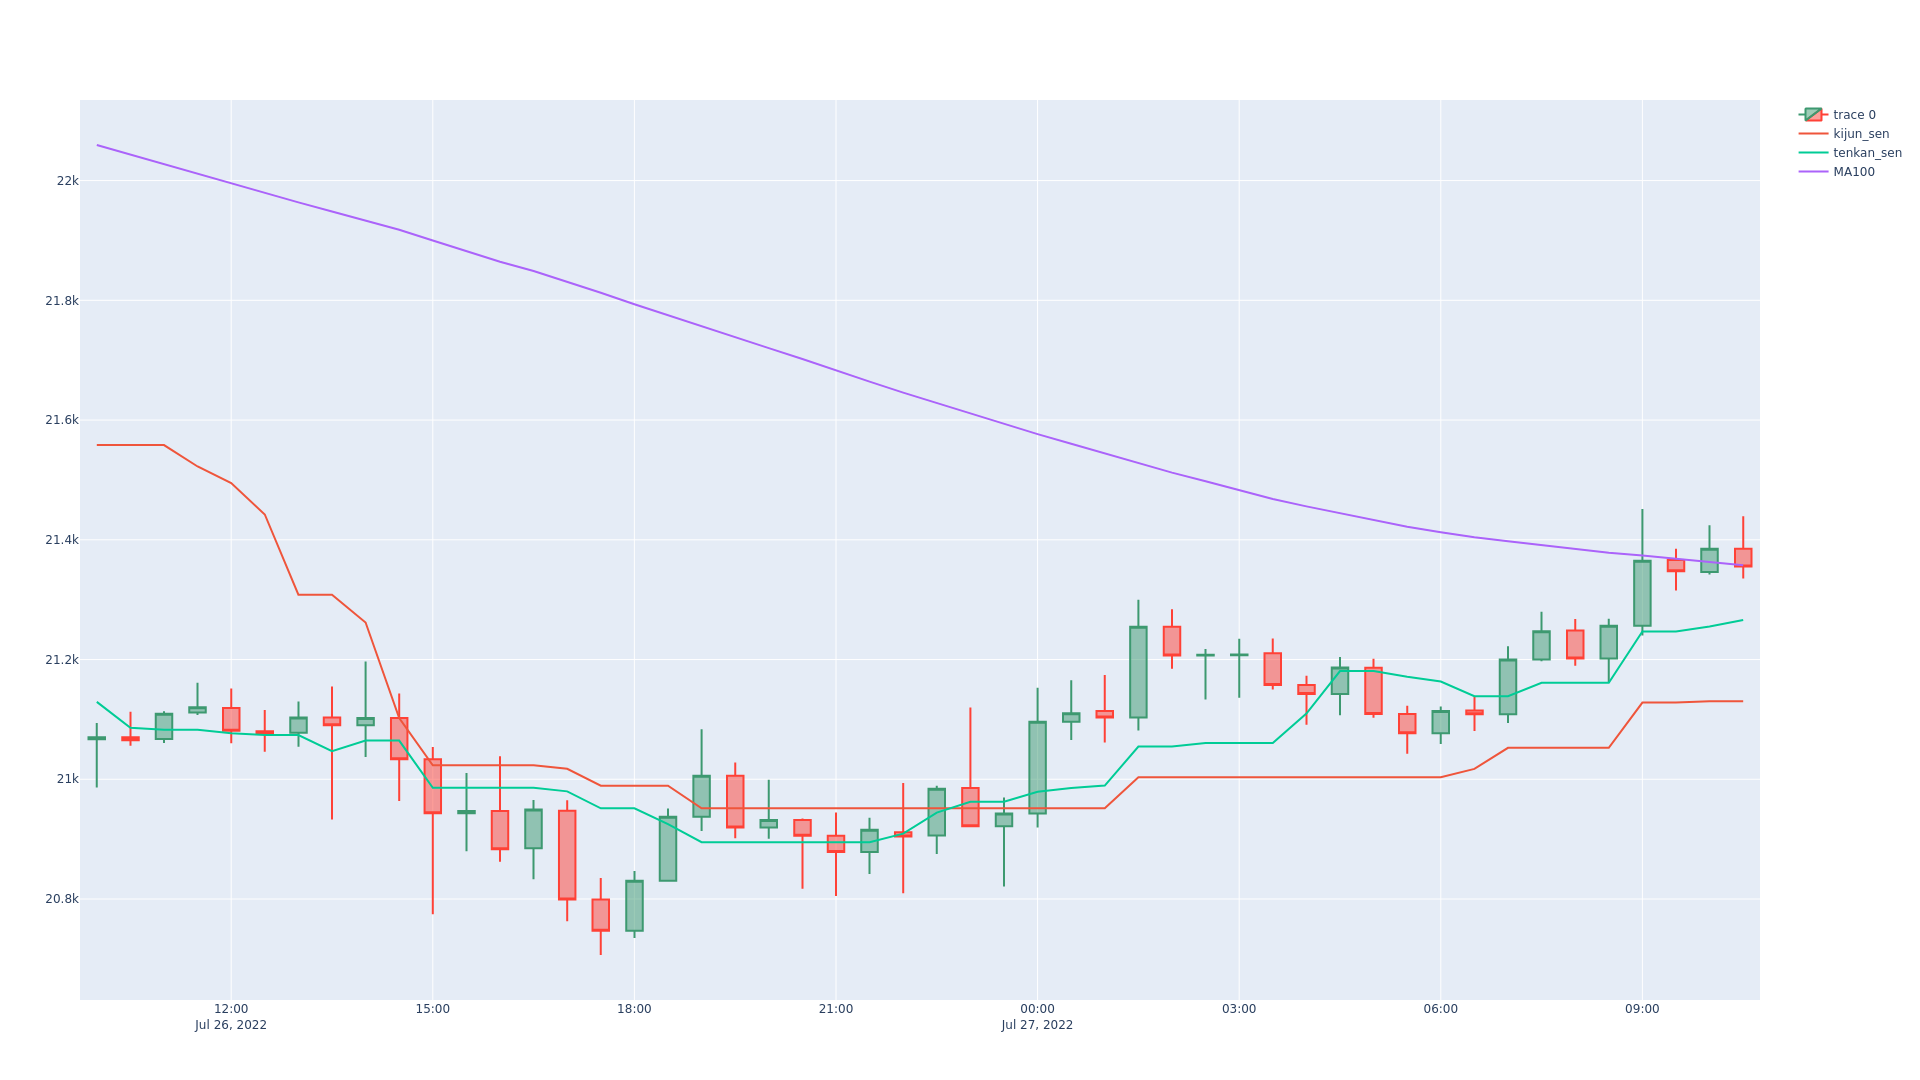 trace 0
kijun_sen
tenkan_sen
MA100
22k
21.8k
21.6k
21.4k
21.2k
21k
20.8k
12:00 15:00 18:00 21:00 00:00 03:00 06:00 09:00
Jul 26, 2022 Jul 27, 2022